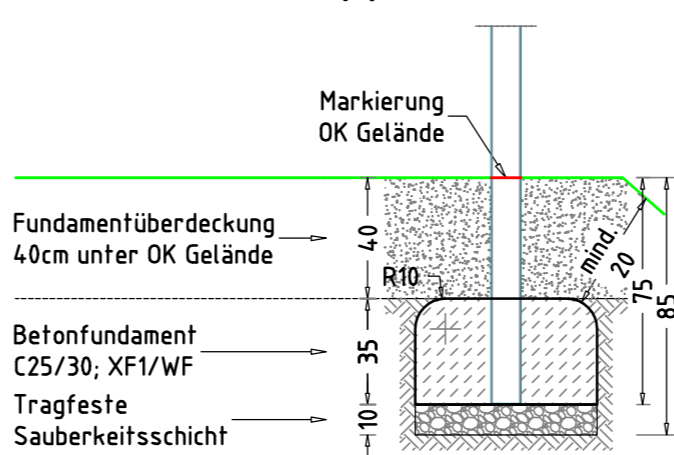 Markierung
OK Gelände
Fundamentüberdeckung
40cm unter OK Gelände
40
mind.
20
R10
75
85
Betonfundament
C25/30; XF1/WF
35
Tragfeste
Sauberkeitsschicht
10